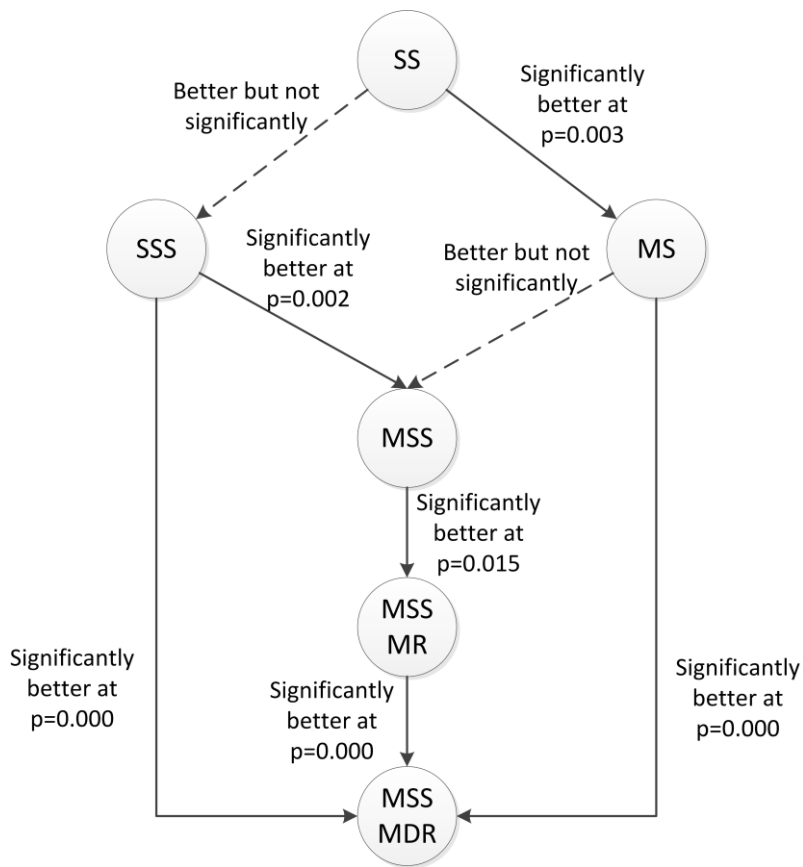 SS
Better but not
significantly
Significantly
better at
p=0.003
SSS
Significantly
better at
p=0.002
Better but not
significantly
MS
MSS
Significantly
better at
p=0.015
MSS
MR
Significantly
better at
p=0.000
Significantly
better at
p=0.000
Significantly
better at
p=0.000
MSS
MDR